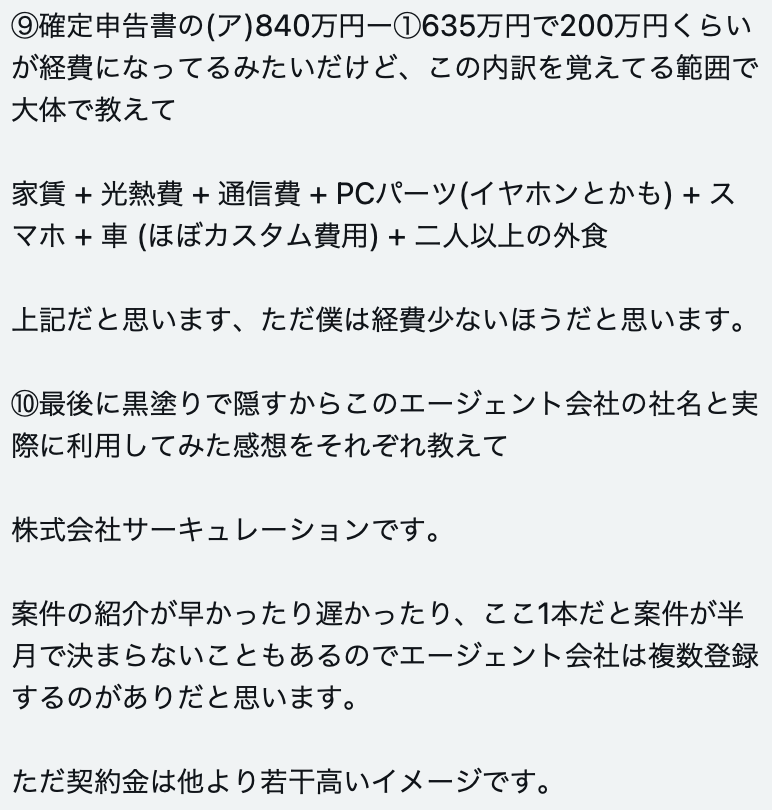 ⑨確定申告書の(ア)840万円ー①635万円で200万円くらい
が経費になってるみたいだけど、この内訳を覚えてる範囲で
大体で教えて
家賃 + 光熱費 + 通信費 + PCパーツ(イヤホンとかも) + ス
マホ + 車 (ほぼカスタム費用) + 二人以上の外食
上記だと思います、ただ僕は経費少ないほうだと思います。
⑩最後に黒塗りで隠すからこのエージェント会社の社名と実
際に利用してみた感想をそれぞれ教えて
株式会社サーキュレーションです。
案件の紹介が早かったり遅かったり、ここ1本だと案件が半
月で決まらないこともあるのでエージェント会社は複数登録
するのがありだと思います。
ただ契約金は他より若干高いイメージです。